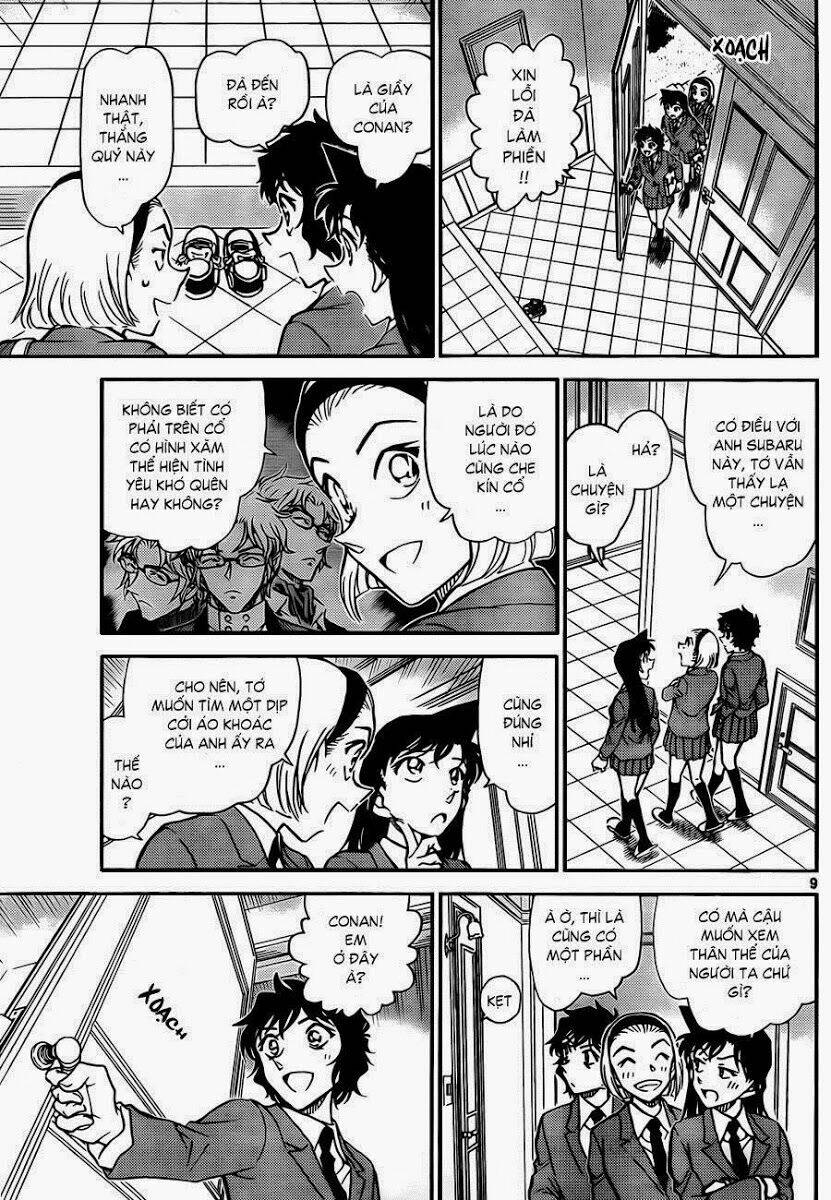 XOẠCH
XIN
LỖI
ĐÃ
LÀM
PHIỀN
!!
LÀ GIẦY
CỦA
CONAN?
ĐÃ ĐẾN
RỒI À?
NHANH
THẬT,
THẰNG
QUỶ NÀY
...
CÓ ĐIỀU VỚI
ANH SUBARU
NÀY, TỚ VẪN
THẤY LẠ
MỘT CHUYỆN
...
HẢ?
LÀ
CHUYỆN
GÌ?
LÀ DO
NGƯỜI ĐÓ
LÚC NÀO
CŨNG CHE
KÍN CỔ
...
KHÔNG BIẾT CÓ
PHẢI TRÊN CỔ
CÓ HÌNH XĂM
THỂ HIỆN TÌNH
YÊU KHÓ QUÊN
HAY KHÔNG?
CŨNG
ĐÚNG
NHỈ
...
CHO NÊN, TỚ
MUỐN TÌM MỘT DỊP
CỞI ÁO KHOÁC
CỦA ANH ẤY RA
...
THẾ
NÀO?
9
CÓ MÀ CẬU
MUỐN XEM
THÂN THỂ CỦA
NGƯỜI TA CHỨ
GÌ?
À Ờ, THÌ LÀ
CŨNG CÓ
MỘT PHẦN
...
KẸT
CONAN!
EM
Ở ĐÂY
À?
XOẠCH